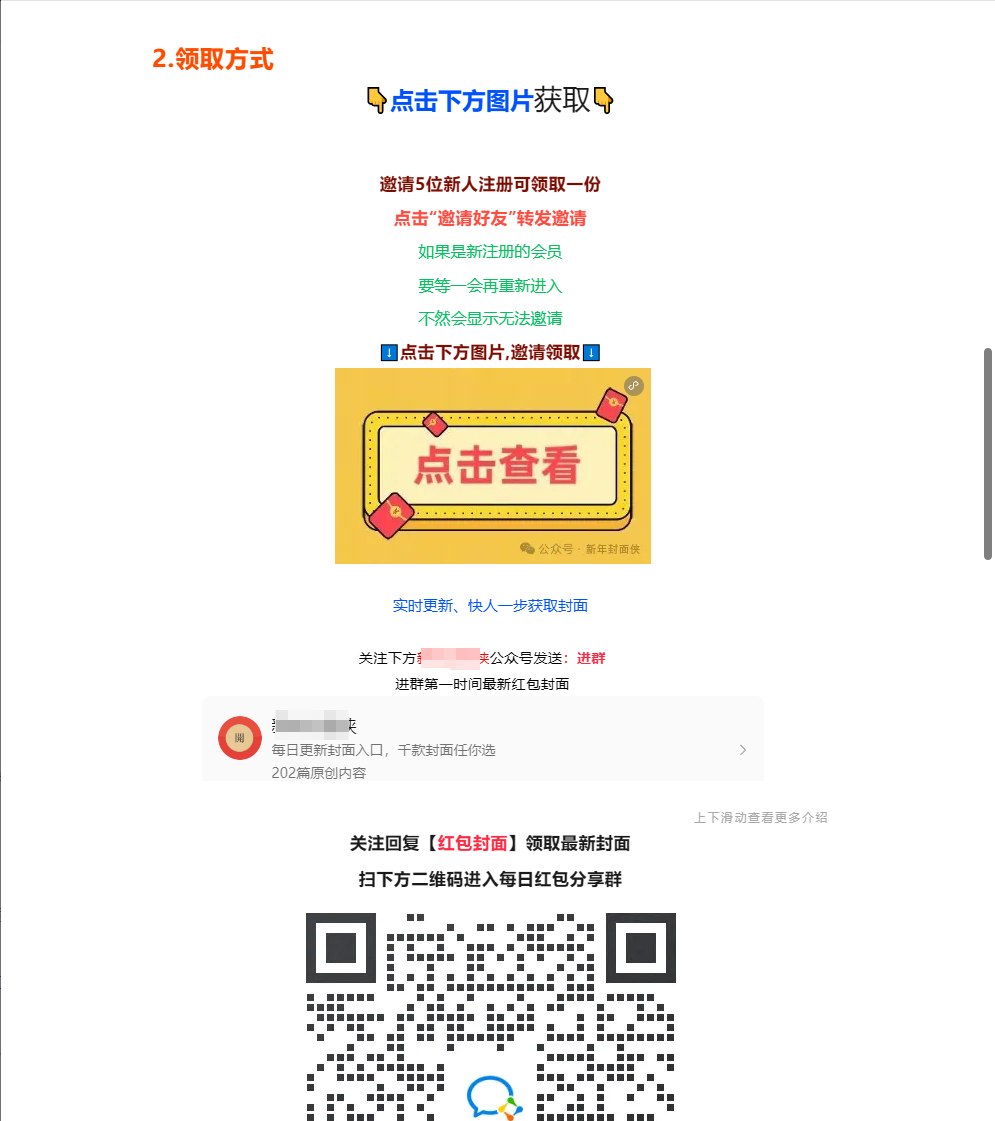 2.领取方式
👇点击下方图片获取👇
邀请5位新人注册可领取一份
点击“邀请好友”转发邀请
如果是新注册的会员
要等一会再重新进入
不然会显示无法邀请
⬇️点击下方图片,邀请领取⬇️
点击查看
公众号 · 新年封面侠
实时更新、快人一步获取封面
关注下方 侠公众号发送：进群
进群第一时间最新红包封面
開
侠
每日更新封面入口，千款封面任你选
202篇原创内容
上下滑动查看更多介绍
关注回复【红包封面】领取最新封面
扫下方二维码进入每日红包分享群